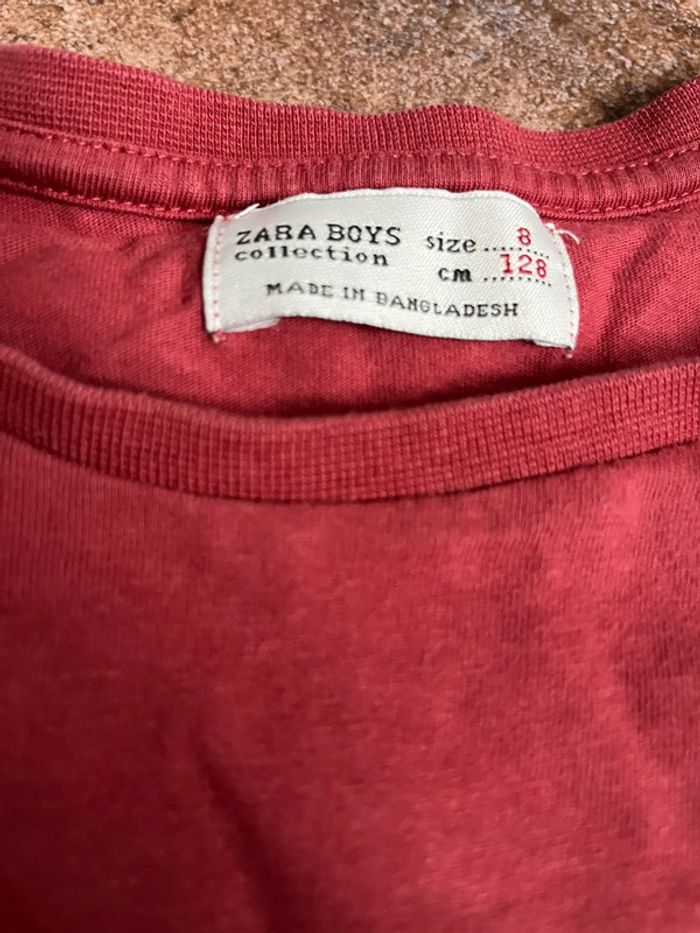 ZARA BOYS size ....8....
collection cm ...128...
MADE IN BANGLADESH